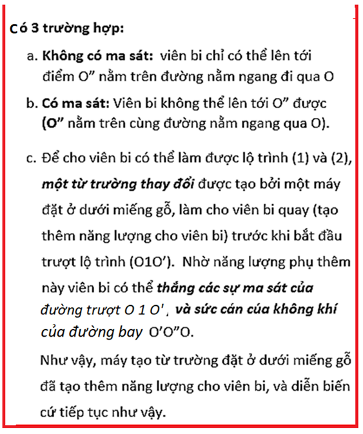 Có 3 trường hợp:
a. Không có ma sát: viên bi chỉ có thể lên tới
điểm O” nằm trên đường nằm ngang đi qua O
b. Có ma sát: Viên bi không thể lên tới O” được
(O” nằm trên cùng đường nằm ngang qua O).
c. Để cho viên bi có thể làm được lộ trình (1) và (2),
một từ trường thay đổi được tạo bởi một máy
đặt ở dưới miếng gỗ, làm cho viên bi quay (tạo
thêm năng lượng cho viên bi) trước khi bắt đầu
trượt lộ trình (O1O’). Nhờ năng lượng phụ thêm
này viên bi có thể thắng các sự ma sát của
đường trượt O 1 O' , và sức cán cúa không khí
cúa đường bay O'O"O.
Như vậy, máy tạo từ trường đặt ở dưới miếng gỗ
đã tạo thêm năng lượng cho viên bi, và diễn biến
cứ tiếp tục như vậy.